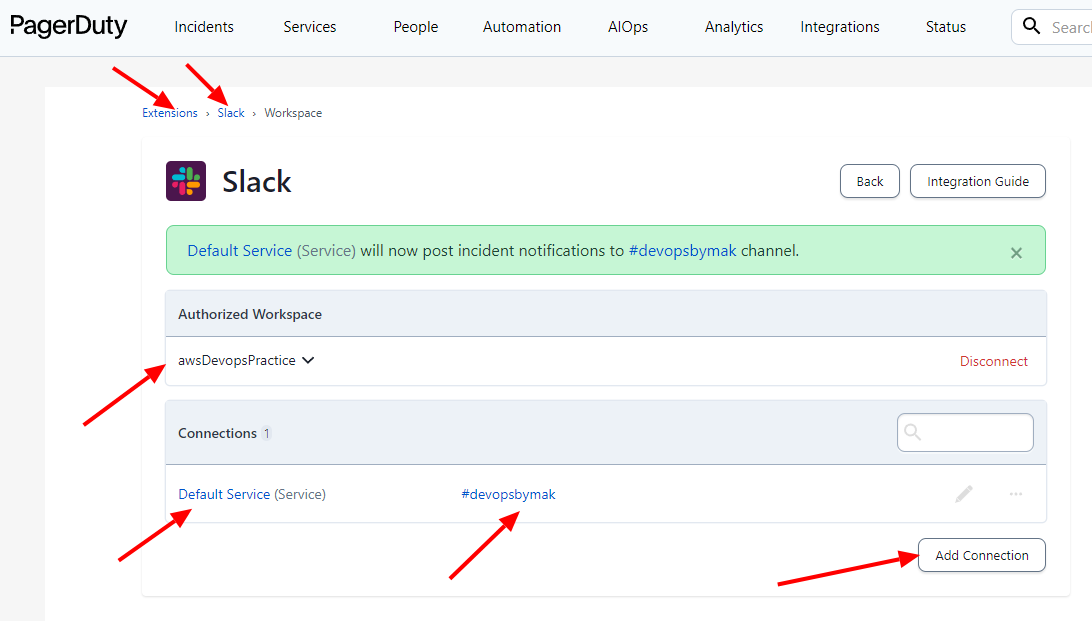 PagerDuty Incidents Services People Automation AIOps Analytics Integrations Status Search
Extensions › Slack › Workspace
Slack Back Integration Guide
Default Service (Service) will now post incident notifications to #devopsbymak channel. ×
Authorized Workspace
awsDevopsPractice Disconnect
Connections 1
Default Service (Service) #devopsbymak ...
Add Connection